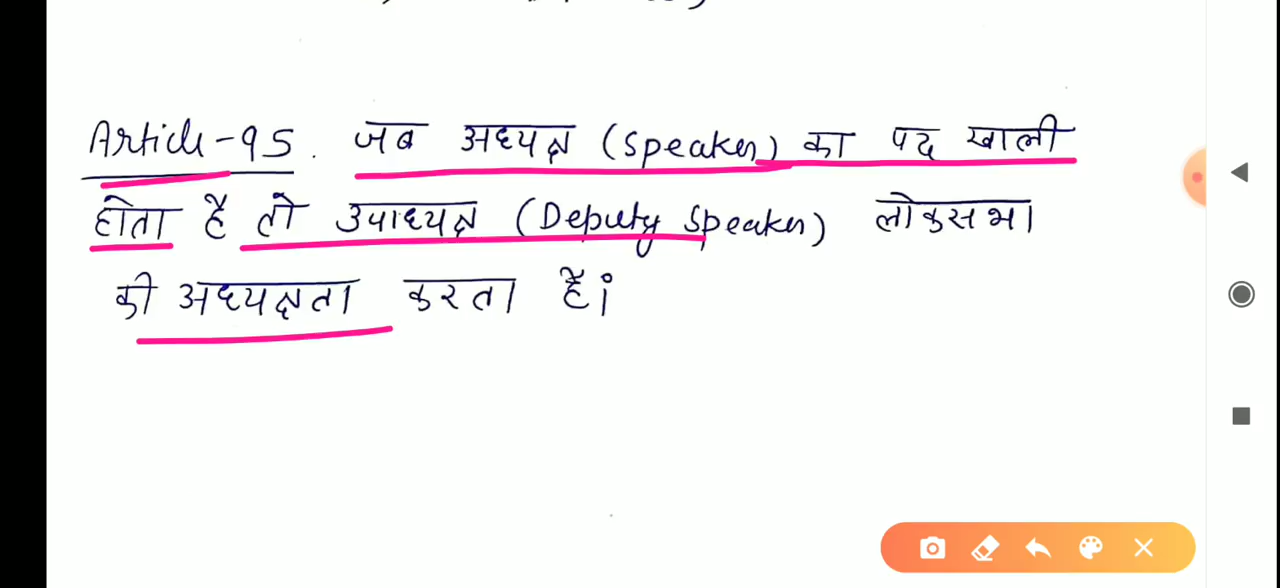 Article-95. जब अध्यक्ष (Speaker) का पद खाली
होता है तो उपाध्यक्ष (Deputy Speaker) लोकसभा
की अध्यक्षता करता है।